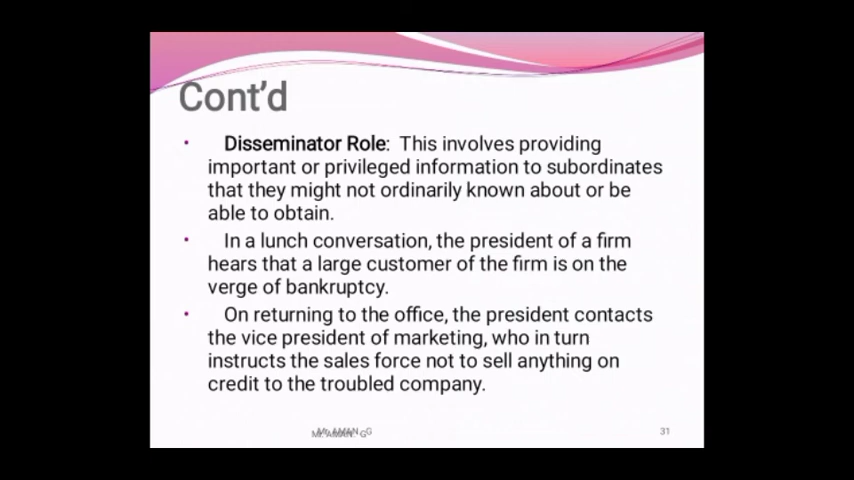 Cont'd
• Disseminator Role: This involves providing
important or privileged information to subordinates
that they might not ordinarily known about or be
able to obtain.
• In a lunch conversation, the president of a firm
hears that a large customer of the firm is on the
verge of bankruptcy.
• On returning to the office, the president contacts
the vice president of marketing, who in turn
instructs the sales force not to sell anything on
credit to the troubled company.
Mr. AMAN. G
31